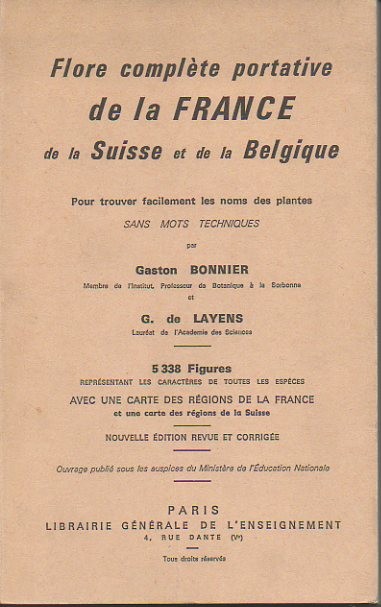 Flore complète portative
de la FRANCE
de la Suisse et de la Belgique
Pour trouver facilement les noms des plantes
SANS MOTS TECHNIQUES
par
Gaston BONNIER
Membre de l'Institut, Professeur de Botanique à la Sorbonne
et
G. de LAYENS
Lauréat de l'Academie des Sciences
5 338 Figures
REPRÉSENTANT LES CARACTÈRES DE TOUTES LES ESPÈCES
AVEC UNE CARTE DES RÉGIONS DE LA FRANCE
et une carte des régions de la Suisse
NOUVELLE ÉDITION REVUE ET CORRIGÉE
Ouvrage publié sous les auspices du Ministère de l'Éducation Nationale
PARIS
LIBRAIRIE GÉNÉRALE DE L'ENSEIGNEMENT
4, RUE DANTE (Vᵉ)
Tous droits réservés